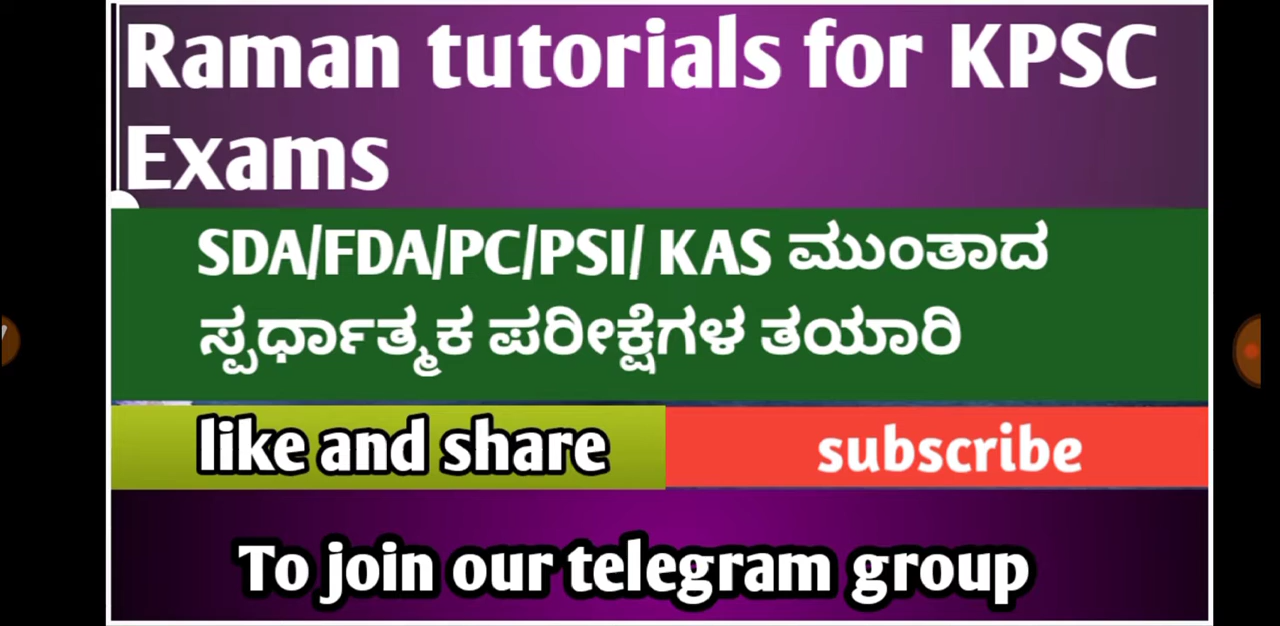 Raman tutorials for KPSC
Exams
SDA/FDA/PC/PSI/ KAS ಮುಂತಾದ
ಸ್ಪರ್ಧಾತ್ಮಕ ಪರೀಕ್ಷೆಗಳ ತಯಾರಿ
like and share
subscribe
To join our telegram group